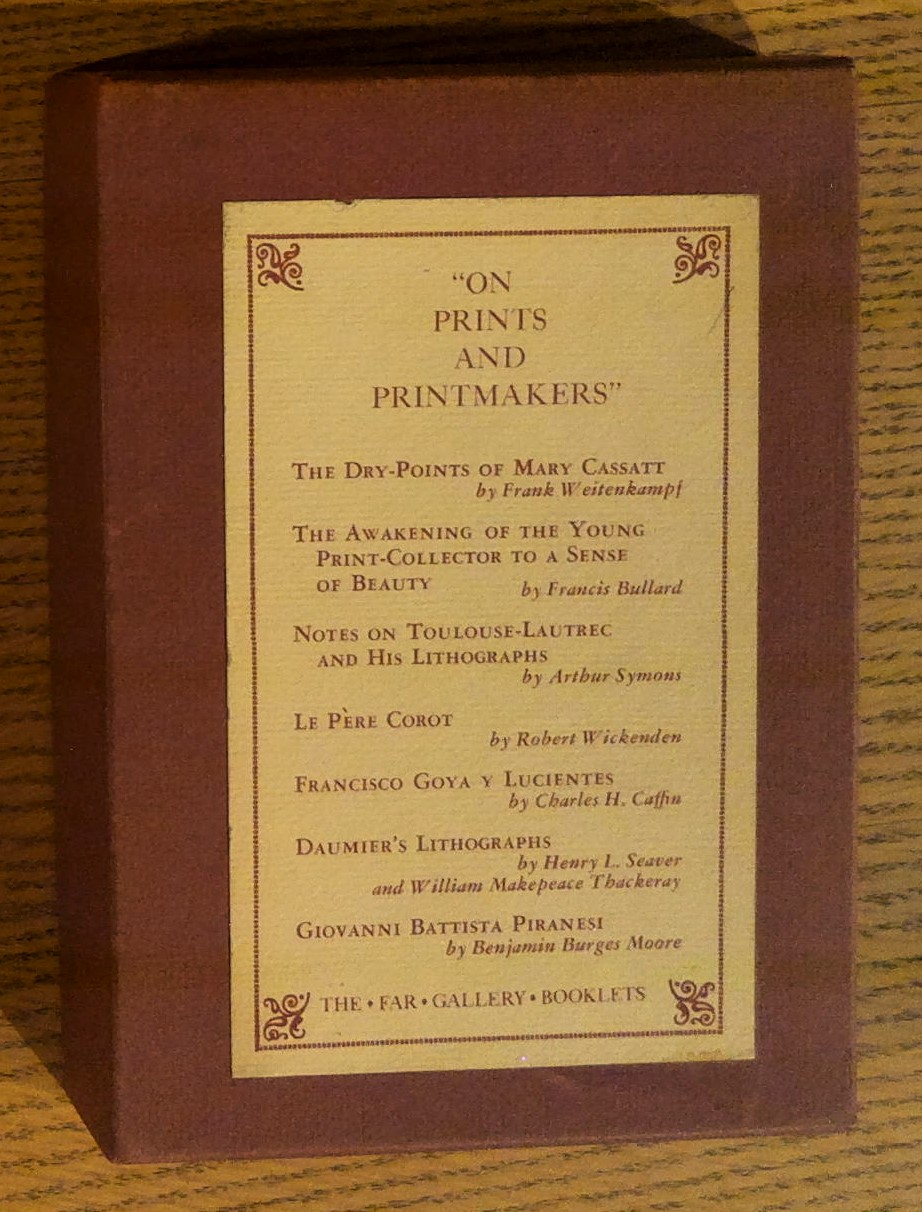 “ON
PRINTS
AND
PRINTMAKERS”
THE DRY-POINTS OF MARY CASSATT
by Frank Weitenkampf
THE AWAKENING OF THE YOUNG
PRINT-COLLECTOR TO A SENSE
OF BEAUTY by Francis Bullard
NOTES ON TOULOUSE-LAUTREC
AND HIS LITHOGRAPHS
by Arthur Symons
LE PÈRE COROT
by Robert Wickenden
FRANCISCO GOYA Y LUCIENTES
by Charles H. Caffin
DAUMIER’S LITHOGRAPHS
by Henry L. Seaver
and William Makepeace Thackeray
GIOVANNI BATTISTA PIRANESI
by Benjamin Burges Moore
THE • FAR • GALLERY • BOOKLETS